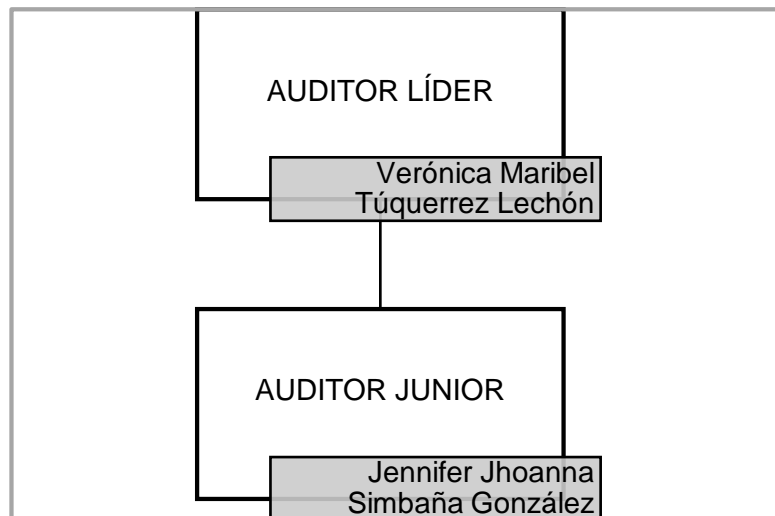 AUDITOR LÍDER
Verónica Maribel
Túquerrez Lechón
AUDITOR JUNIOR
Jennifer Jhoanna
Simbaña González